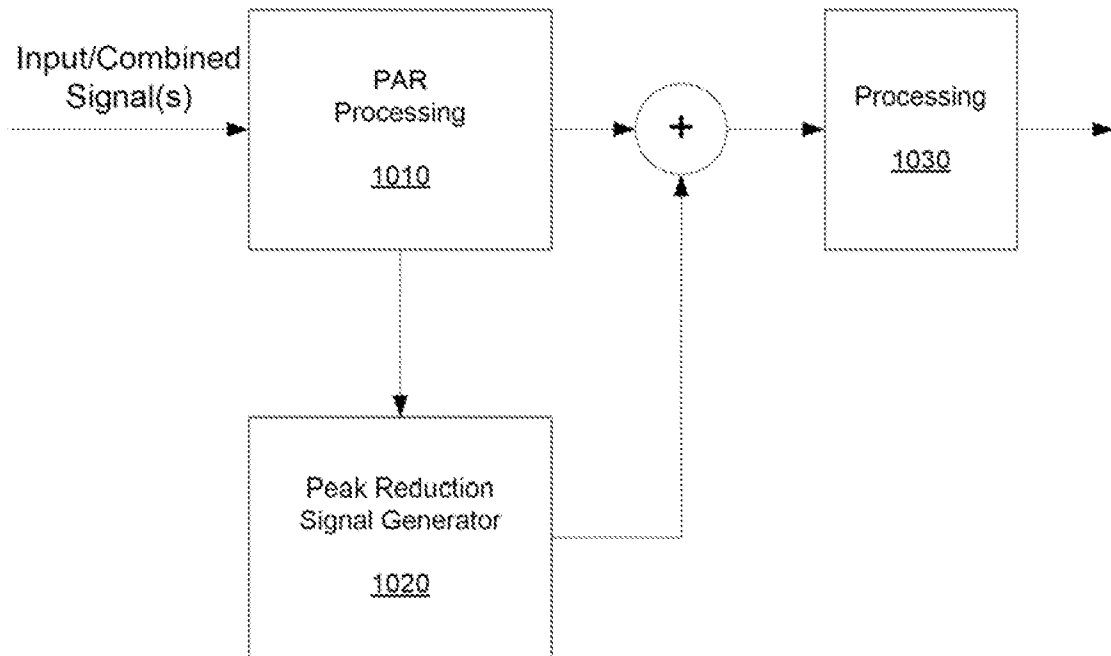 Input/Combined
Signal(s)
PAR
Processing
1010
+
Processing
1030
Peak Reduction
Signal Generator
1020